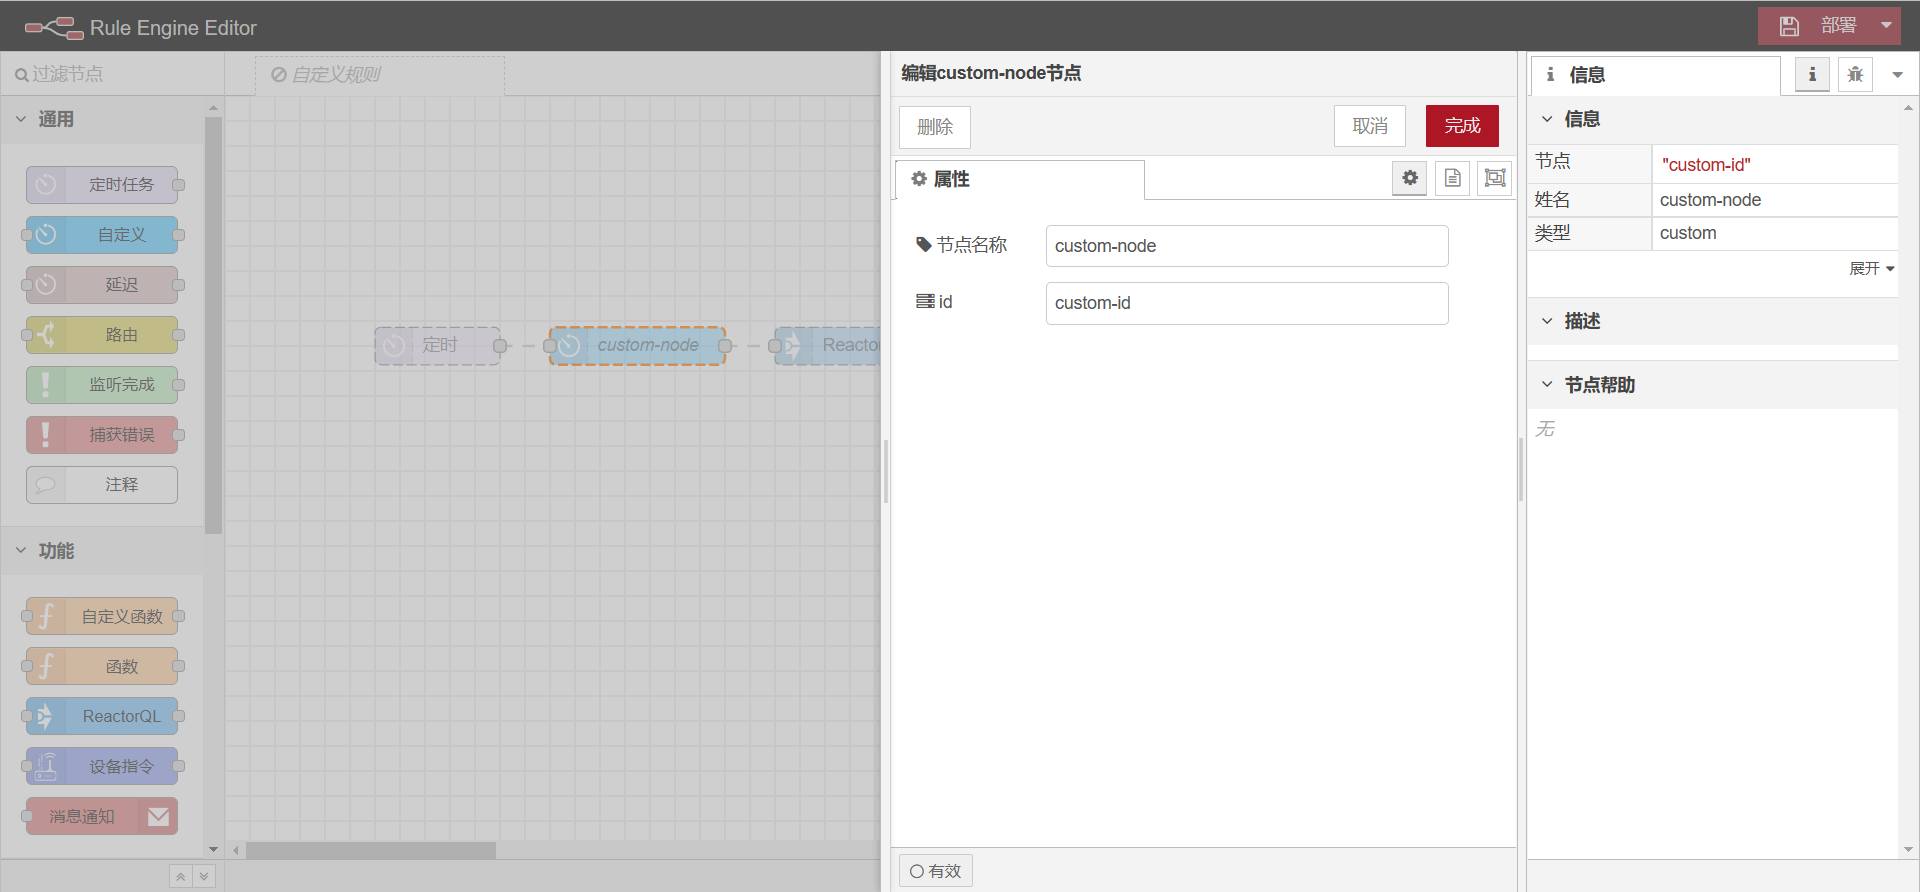 Rule Engine Editor
部署
过滤节点
通用
定时任务
自定义
延迟
路由
监听完成
捕获错误
注释
功能
自定义函数
函数
ReactorQL
设备指令
消息通知
自定义规则
定时
custom-node
Reactor
编辑custom-node节点
删除
取消
完成
属性
节点名称
custom-node
id
custom-id
有效
信息
信息
节点
"custom-id"
姓名
custom-node
类型
custom
展开
描述
节点帮助
无